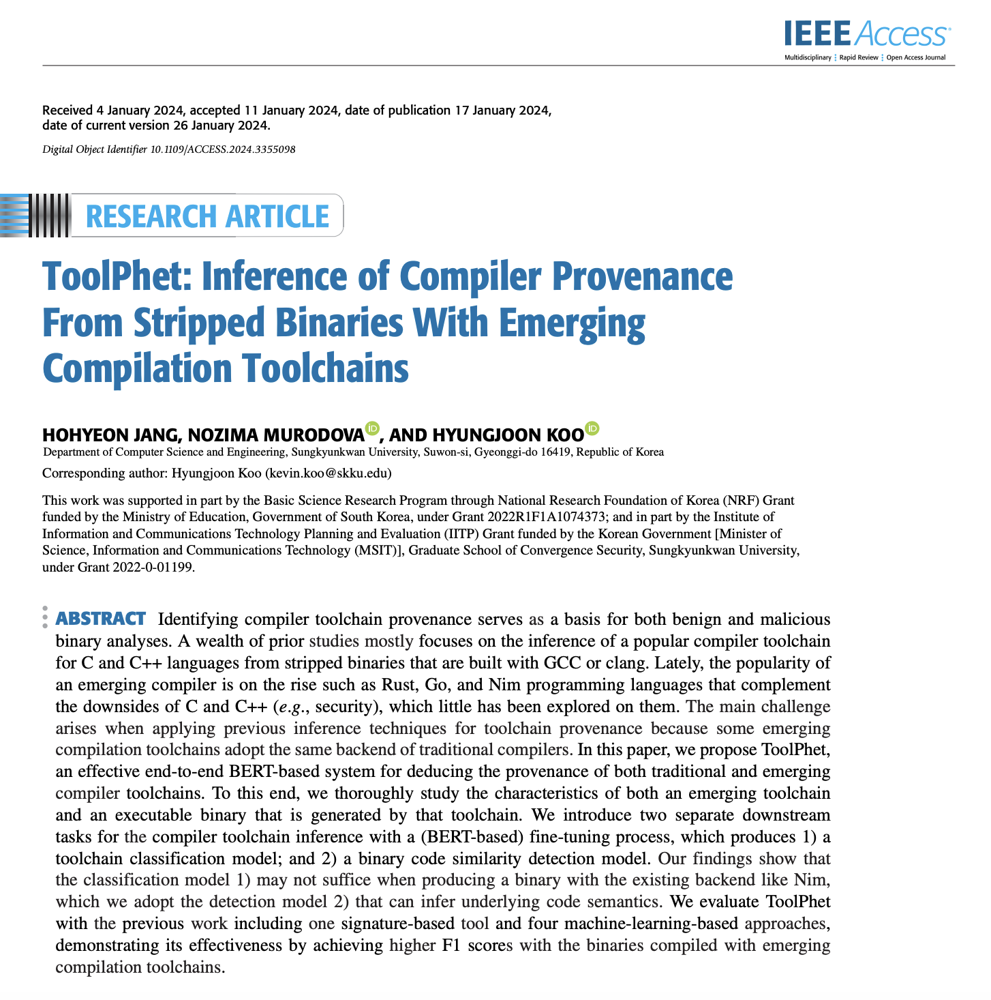 IEEE Access
Multidisciplinary ⋮ Rapid Review ⋮ Open Access Journal
Received 4 January 2024, accepted 11 January 2024, date of publication 17 January 2024,
date of current version 26 January 2024.
Digital Object Identifier 10.1109/ACCESS.2024.3355098
RESEARCH ARTICLE
ToolPhet: Inference of Compiler Provenance
From Stripped Binaries With Emerging
Compilation Toolchains
HOHYEON JANG, NOZIMA MURODOVA iD, AND HYUNGJOON KOO iD
Department of Computer Science and Engineering, Sungkyunkwan University, Suwon-si, Gyeonggi-do 16419, Republic of Korea
Corresponding author: Hyungjoon Koo (kevin.koo@skku.edu)
This work was supported in part by the Basic Science Research Program through National Research Foundation of Korea (NRF) Grant
funded by the Ministry of Education, Government of South Korea, under Grant 2022R1F1A1074373; and in part by the Institute of
Information and Communications Technology Planning and Evaluation (IITP) Grant funded by the Korean Government [Minister of
Science, Information and Communications Technology (MSIT)], Graduate School of Convergence Security, Sungkyunkwan University,
under Grant 2022-0-01199.
ABSTRACT Identifying compiler toolchain provenance serves as a basis for both benign and malicious
binary analyses. A wealth of prior studies mostly focuses on the inference of a popular compiler toolchain
for C and C++ languages from stripped binaries that are built with GCC or clang. Lately, the popularity of
an emerging compiler is on the rise such as Rust, Go, and Nim programming languages that complement
the downsides of C and C++ (e.g., security), which little has been explored on them. The main challenge
arises when applying previous inference techniques for toolchain provenance because some emerging
compilation toolchains adopt the same backend of traditional compilers. In this paper, we propose ToolPhet,
an effective end-to-end BERT-based system for deducing the provenance of both traditional and emerging
compiler toolchains. To this end, we thoroughly study the characteristics of both an emerging toolchain
and an executable binary that is generated by that toolchain. We introduce two separate downstream
tasks for the compiler toolchain inference with a (BERT-based) fine-tuning process, which produces 1) a
toolchain classification model; and 2) a binary code similarity detection model. Our findings show that
the classification model 1) may not suffice when producing a binary with the existing backend like Nim,
which we adopt the detection model 2) that can infer underlying code semantics. We evaluate ToolPhet
with the previous work including one signature-based tool and four machine-learning-based approaches,
demonstrating its effectiveness by achieving higher F1 scores with the binaries compiled with emerging
compilation toolchains.